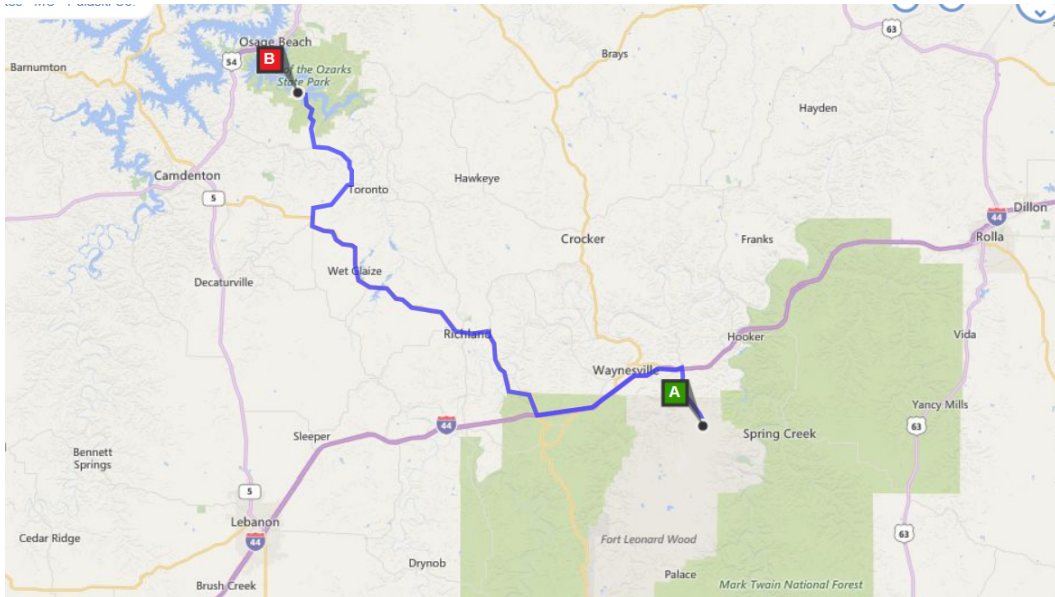 Osage Beach
B
54
of the Ozarks
State Park
63
Brays
Barnumton
Hayden
Camdenton
5
Toronto
Hawkeye
44
Dillon
Rolla
Crocker
Franks
Wet Glaize
Decaturville
Richland
Hooker
Vida
Waynesville
A
Yancy Mills
44
63
Spring Creek
Sleeper
Bennett
Springs
5
Lebanon
44
63
Cedar Ridge
Fort Leonard Wood
Drynob
Palace
Brush Creek
Mark Twain National Forest